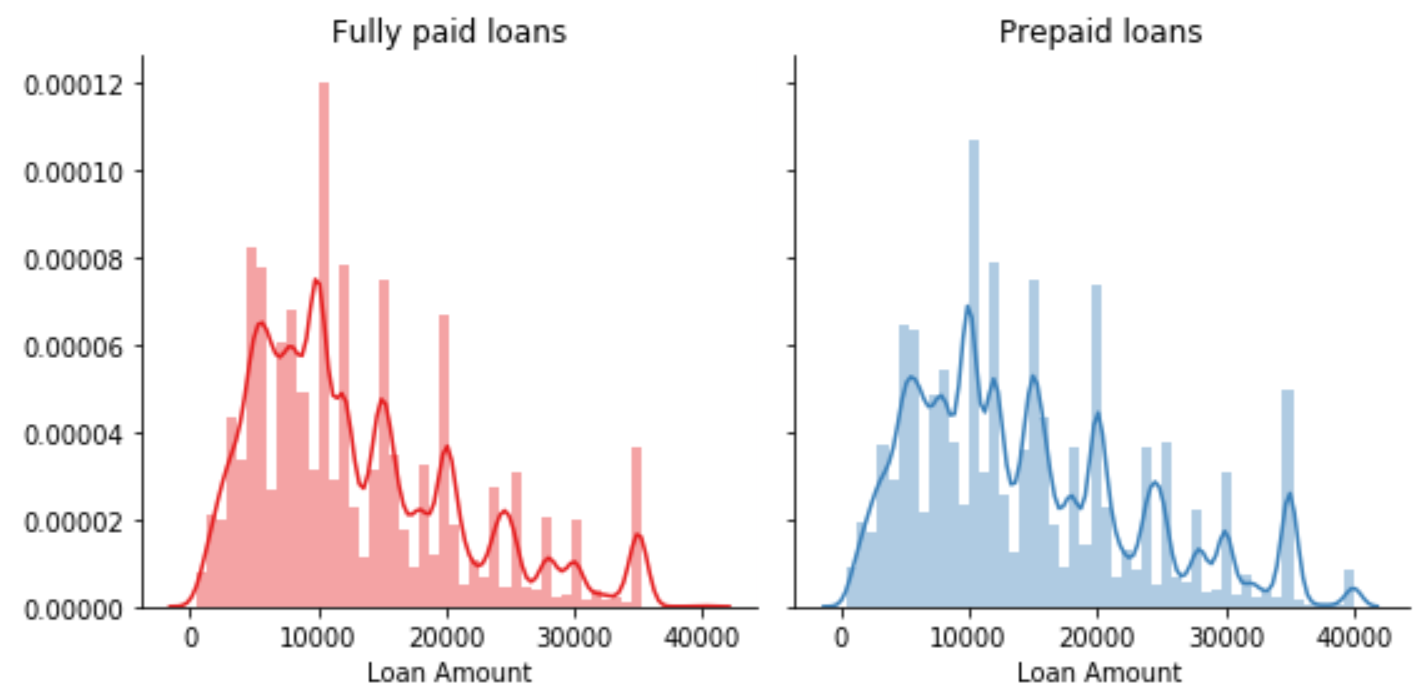 Fully paid loans
Prepaid loans
0.00012
0.00010
0.00008
0.00006
0.00004
0.00002
0.00000
0 10000 20000 30000 40000
0 10000 20000 30000 40000
Loan Amount
Loan Amount